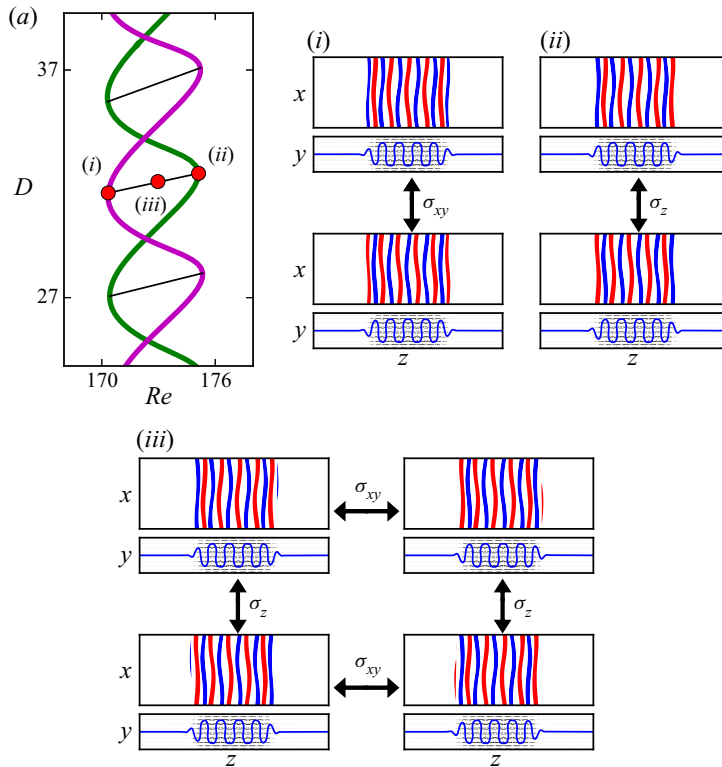 (a)
37
D
27
170
176
Re
(i)
(ii)
(iii)
(i)
x
y
σxy
x
y
z
(ii)
σz
z
(iii)
x
y
σxy
σz
σz
x
y
σxy
z
z